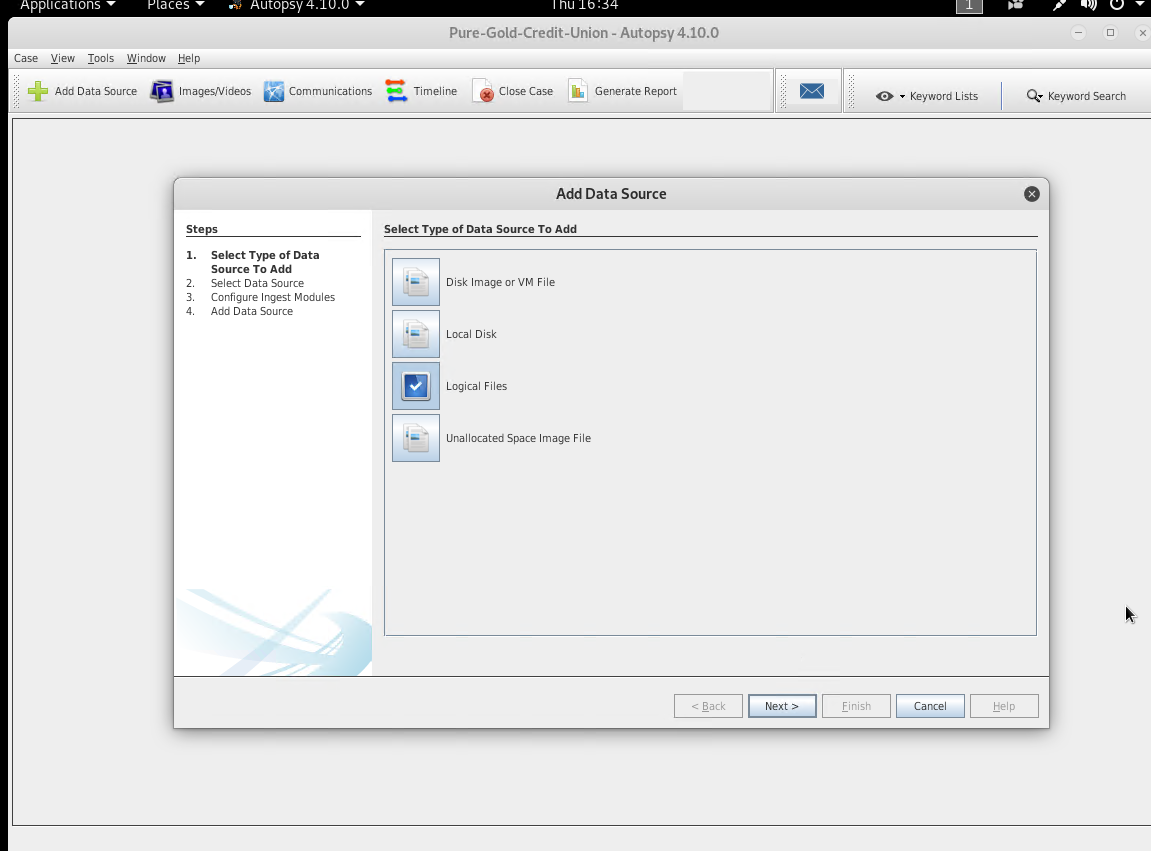 Applications Places Autopsy 4.10.0 Thu 16:34 1
Pure-Gold-Credit-Union - Autopsy 4.10.0
Case View Tools Window Help
Add Data Source Images/Videos Communications Timeline Close Case Generate Report Keyword Lists Keyword Search
Add Data Source
Steps
1. Select Type of Data
Source To Add
2. Select Data Source
3. Configure Ingest Modules
4. Add Data Source
Select Type of Data Source To Add
Disk Image or VM File
Local Disk
Logical Files
Unallocated Space Image File
< Back Next > Finish Cancel Help